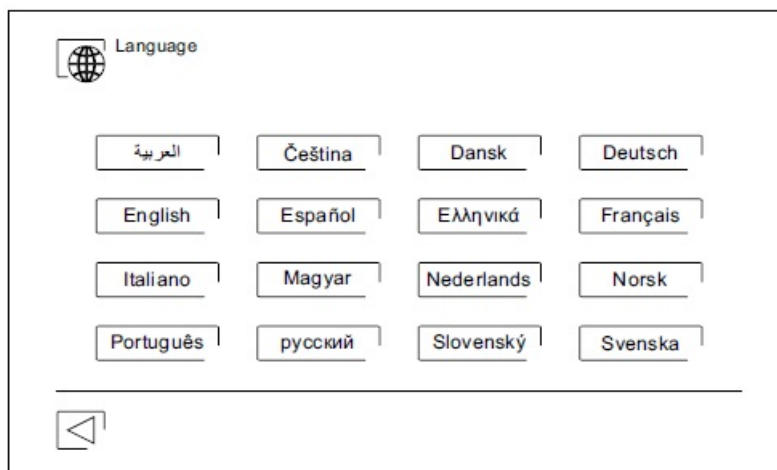 Language
العربية Čeština Dansk Deutsch
English Español Ελληνικά Français
Italiano Magyar Nederlands Norsk
Português русский Slovenský Svenska